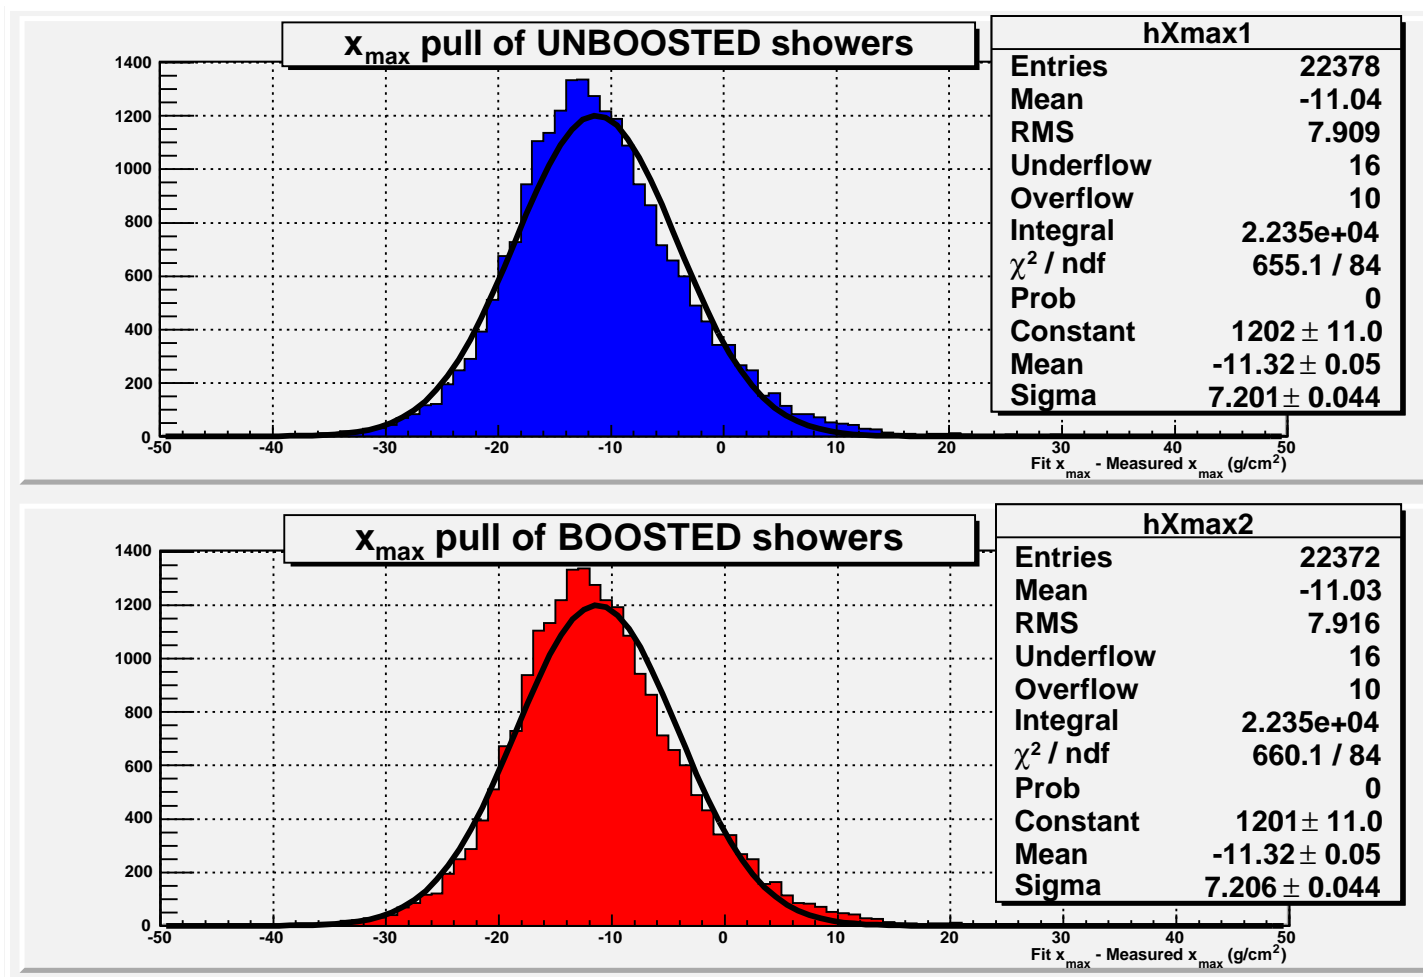 x_max pull of UNBOOSTED showers
hXmax1
Entries 22378
Mean -11.04
RMS 7.909
Underflow 16
Overflow 10
Integral 2.235e+04
χ² / ndf 655.1 / 84
Prob 0
Constant 1202 ± 11.0
Mean -11.32 ± 0.05
Sigma 7.201 ± 0.044
1400
1200
1000
800
600
400
200
0
-50 -40 -30 -20 -10 0 10 20 30 40 50
Fit x_max - Measured x_max (g/cm²)
x_max pull of BOOSTED showers
hXmax2
Entries 22372
Mean -11.03
RMS 7.916
Underflow 16
Overflow 10
Integral 2.235e+04
χ² / ndf 660.1 / 84
Prob 0
Constant 1201 ± 11.0
Mean -11.32 ± 0.05
Sigma 7.206 ± 0.044
1400
1200
1000
800
600
400
200
0
-50 -40 -30 -20 -10 0 10 20 30 40 50
Fit x_max - Measured x_max (g/cm²)